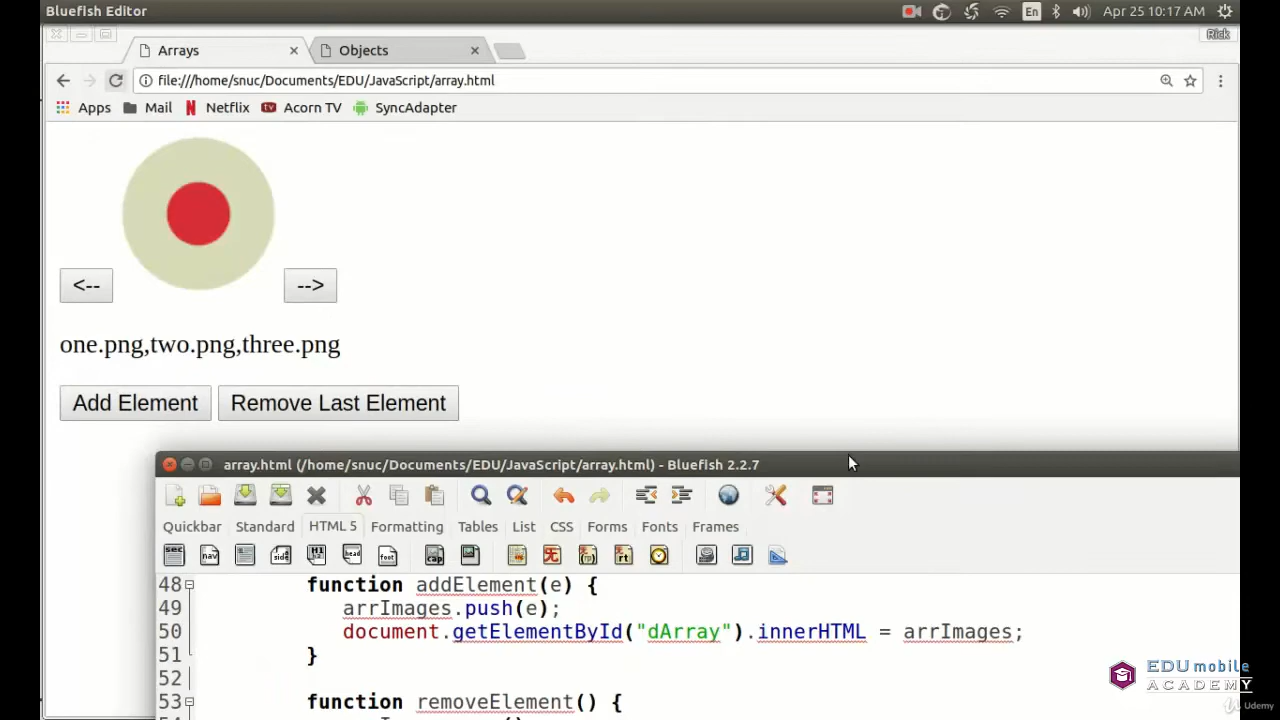 Bluefish Editor
En
Apr 25 10:17 AM
Rick
Arrays
Objects
file:///home/snuc/Documents/EDU/JavaScript/array.html
Apps Mail Netflix Acorn TV SyncAdapter
<--
-->
one.png,two.png,three.png
Add Element Remove Last Element
array.html (/home/snuc/Documents/EDU/JavaScript/array.html) - Bluefish 2.2.7
Quickbar Standard HTML 5 Formatting Tables List CSS Forms Fonts Frames
48 function addElement(e) {
49 arrImages.push(e);
50 document.getElementById("dArray").innerHTML = arrImages;
51 }
52
53 function removeElement() {
EDU mobile
ACADEMY
Udemy